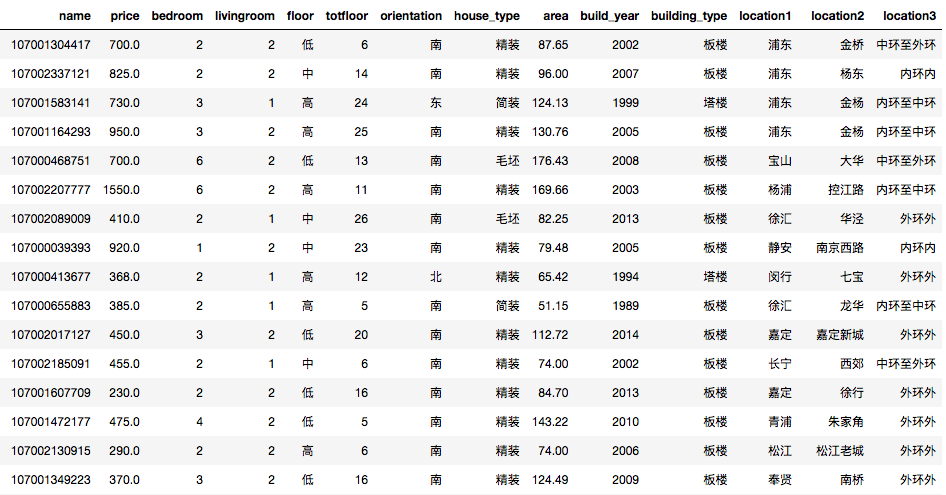 name price bedroom livingroom floor totfloor orientation house_type area build_year building_type location1 location2 location3
107001304417 700.0 2 2 低 6 南 精装 87.65 2002 板楼 浦东 金桥 中环至外环
107002337121 825.0 2 2 中 14 南 精装 96.00 2007 板楼 浦东 杨东 内环内
107001583141 730.0 3 1 高 24 东 简装 124.13 1999 塔楼 浦东 金杨 内环至中环
107001164293 950.0 3 2 高 25 南 精装 130.76 2005 板楼 浦东 金杨 内环至中环
107000468751 700.0 6 2 低 13 南 毛坯 176.43 2008 板楼 宝山 大华 中环至外环
107002207777 1550.0 6 2 高 11 南 精装 169.66 2003 板楼 杨浦 控江路 内环至中环
107002089009 410.0 2 1 中 26 南 毛坯 82.25 2013 板楼 徐汇 华泾 外环外
107000039393 920.0 1 2 中 23 南 精装 79.48 2005 板楼 静安 南京西路 内环内
107000413677 368.0 2 1 高 12 北 精装 65.42 1994 塔楼 闵行 七宝 外环外
107000655883 385.0 2 1 高 5 南 简装 51.15 1989 板楼 徐汇 龙华 内环至中环
107002017127 450.0 3 2 低 20 南 精装 112.72 2014 板楼 嘉定 嘉定新城 外环外
107002185091 455.0 2 1 中 6 南 精装 74.00 2002 板楼 长宁 西郊 中环至外环
107001607709 230.0 2 2 低 16 南 精装 84.70 2013 板楼 嘉定 徐行 外环外
107001472177 475.0 4 2 低 5 南 精装 143.22 2010 板楼 青浦 朱家角 外环外
107002130915 290.0 2 2 高 6 南 精装 74.00 2006 板楼 松江 松江老城 外环外
107001349223 370.0 3 2 低 16 南 精装 124.49 2009 板楼 奉贤 南桥 外环外